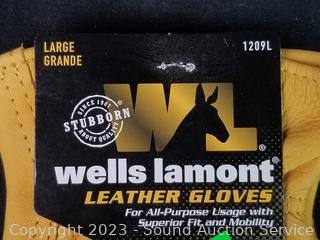 LARGE
GRANDE
1209L
SINCE 1907
STUBBORN
ABOUT QUALITY
WL®
wells lamont®
LEATHER GLOVES
For All-Purpose Usage with
Superior Fit and Mobility
Copyright 2023 - Sound Auction Service